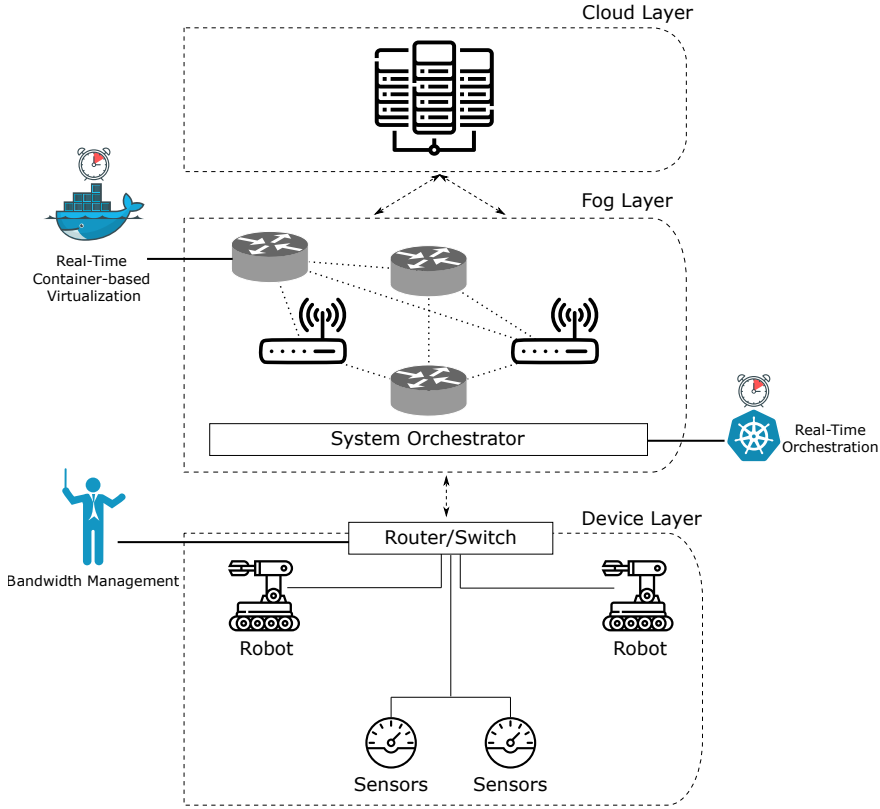 Cloud Layer
Fog Layer
Real-Time
Container-based
Virtualization
System Orchestrator
Real-Time
Orchestration
Device Layer
Router/Switch
Bandwidth Management
Robot
Robot
Sensors
Sensors